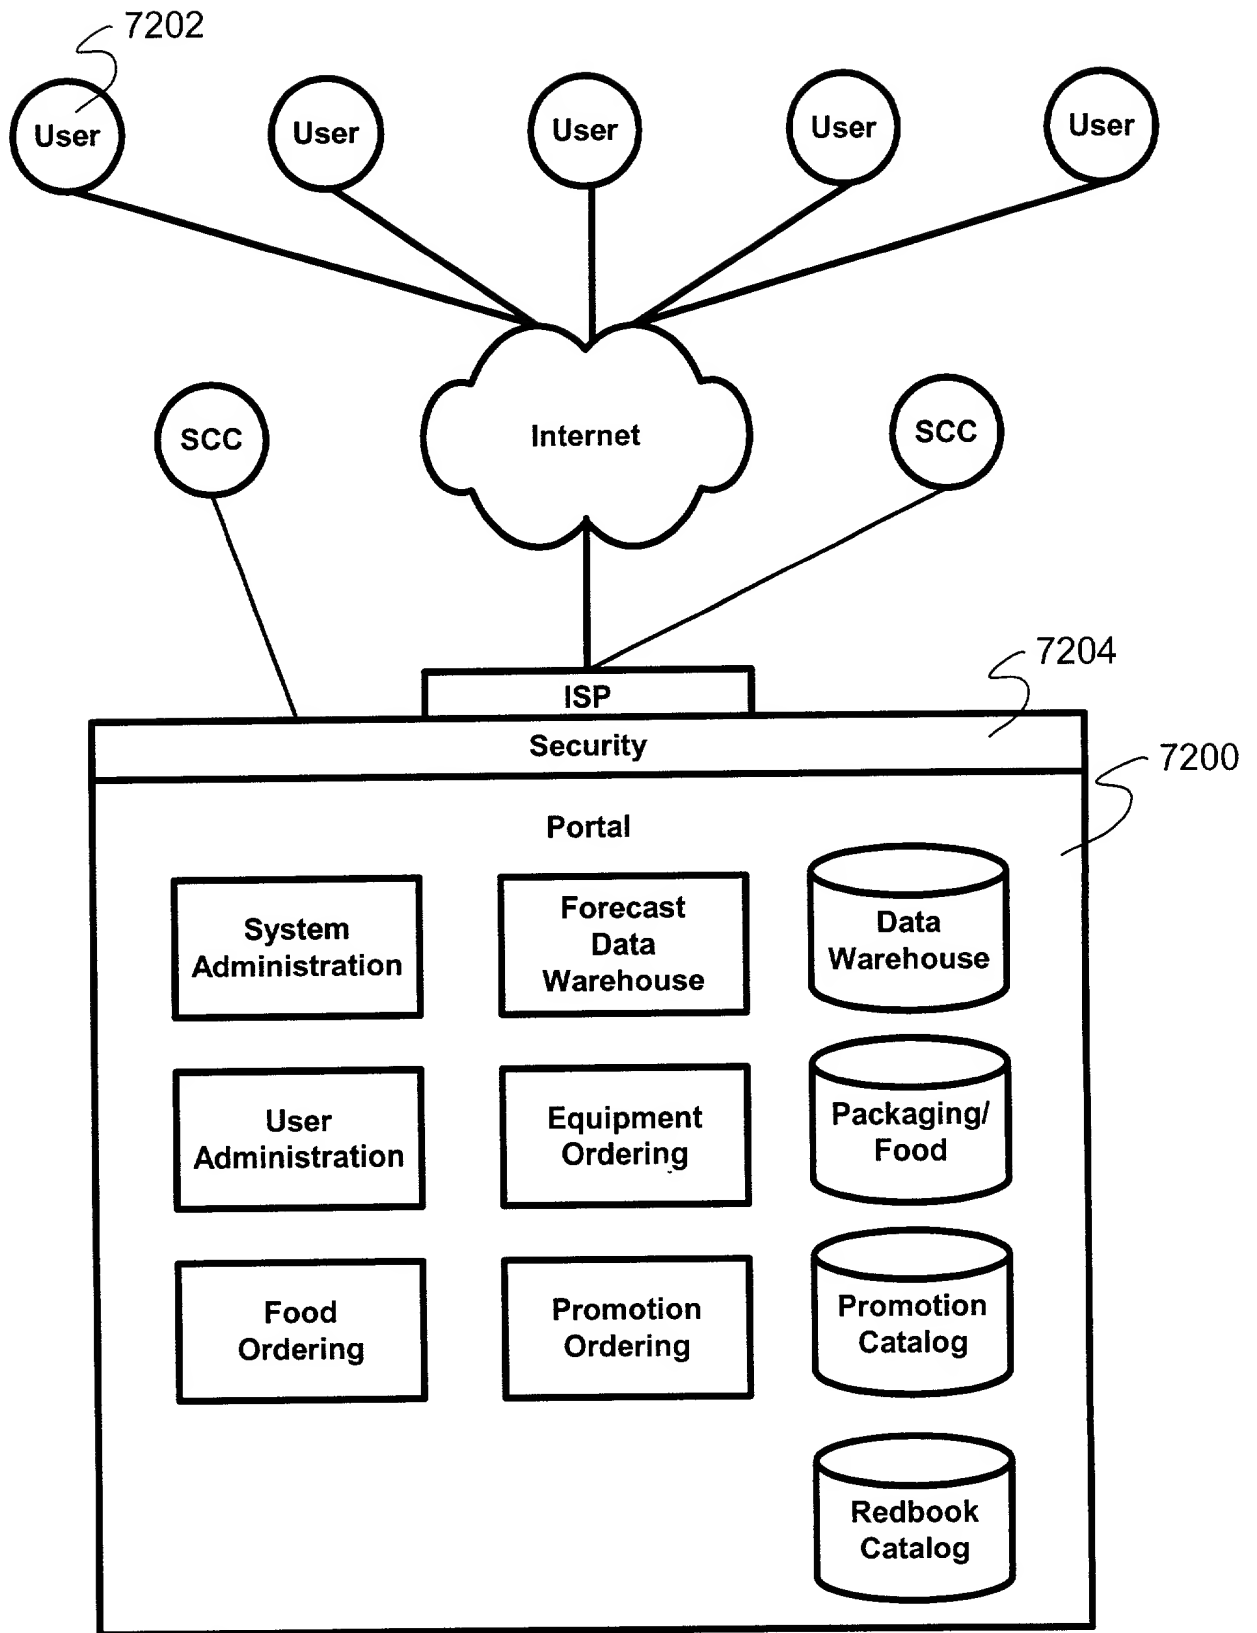 7202
User
User
User
User
User
SCC
Internet
SCC
7204
ISP
Security
7200
Portal
System
Administration
Forecast
Data
Warehouse
Data
Warehouse
User
Administration
Equipment
Ordering
Packaging/
Food
Food
Ordering
Promotion
Ordering
Promotion
Catalog
Redbook
Catalog